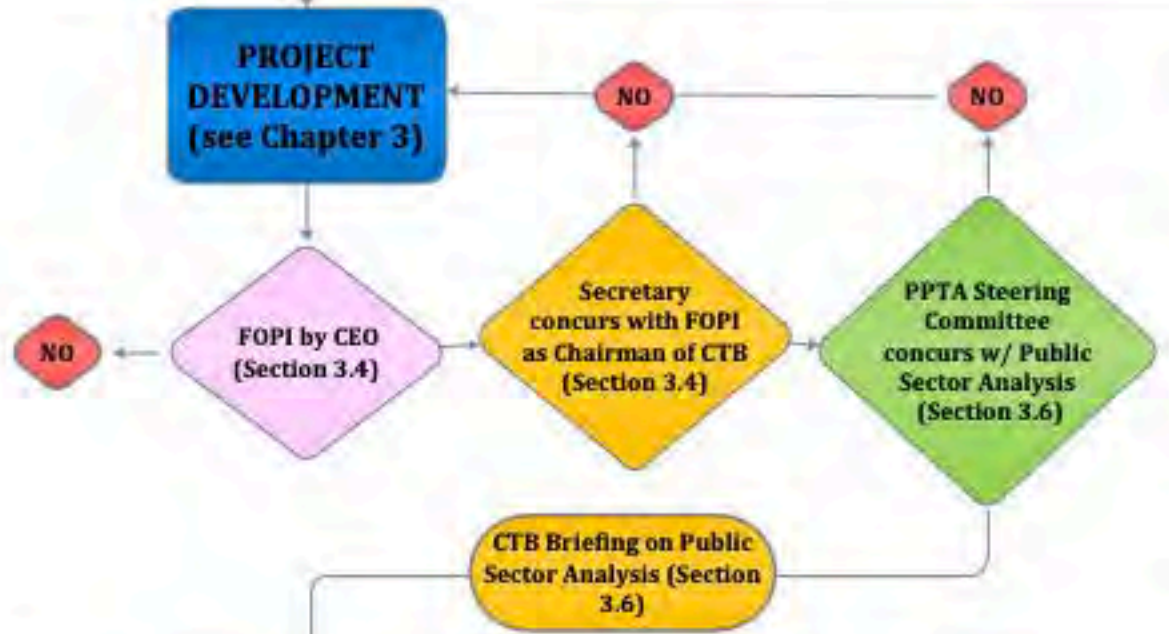 PROJECT
DEVELOPMENT
(see Chapter 3)
NO
NO
NO
FOPI by CEO
(Section 3.4)
Secretary
concurs with FOPI
as Chairman of CTB
(Section 3.4)
PPTA Steering
Committee
concurs w/ Public
Sector Analysis
(Section 3.6)
CTB Briefing on Public
Sector Analysis (Section
3.6)